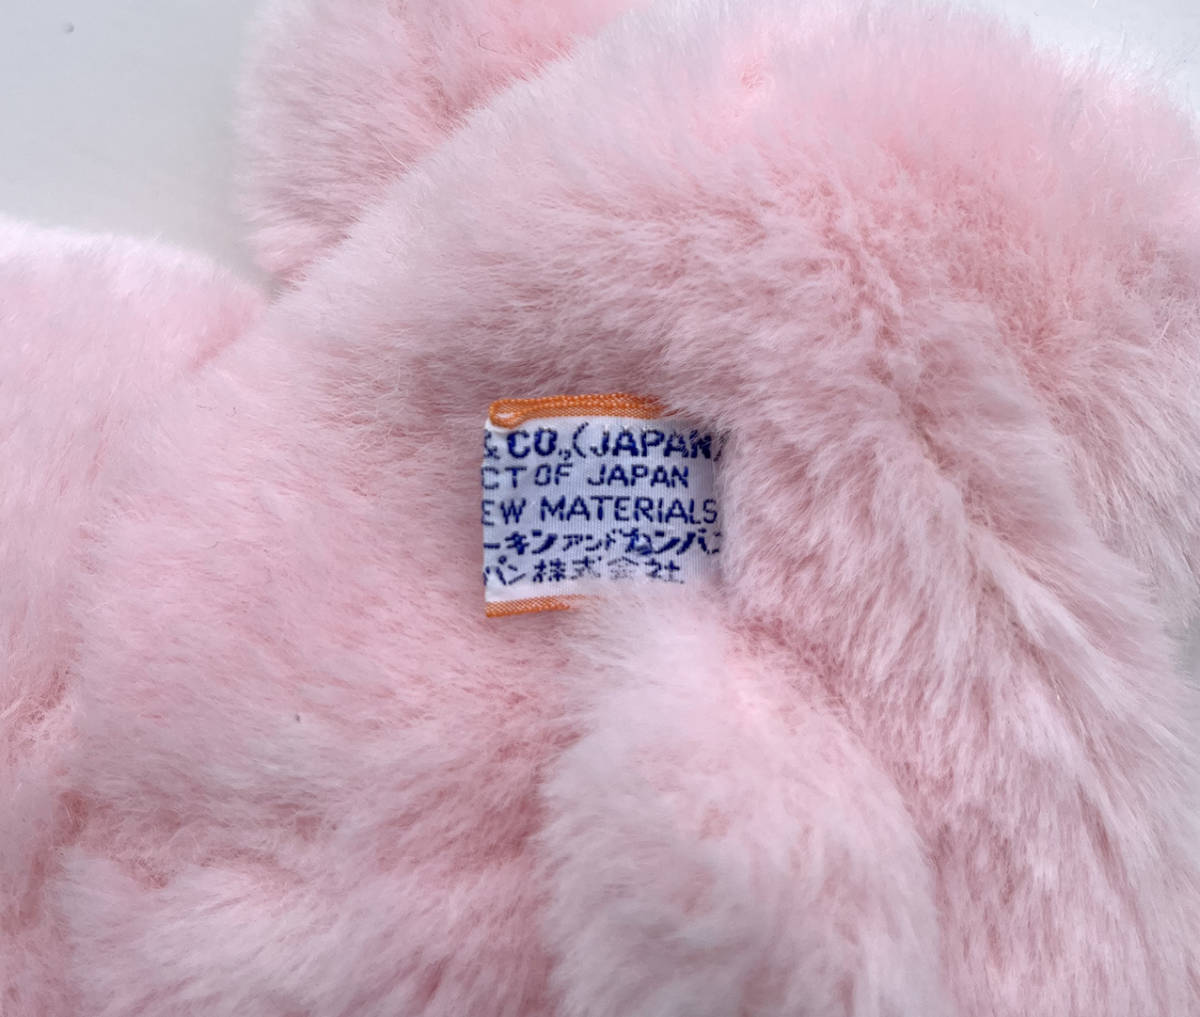 & CO.,(JAPAN)
CT OF JAPAN
EW MATERIALS
ーキンアンドカンパニ
パン株式会社